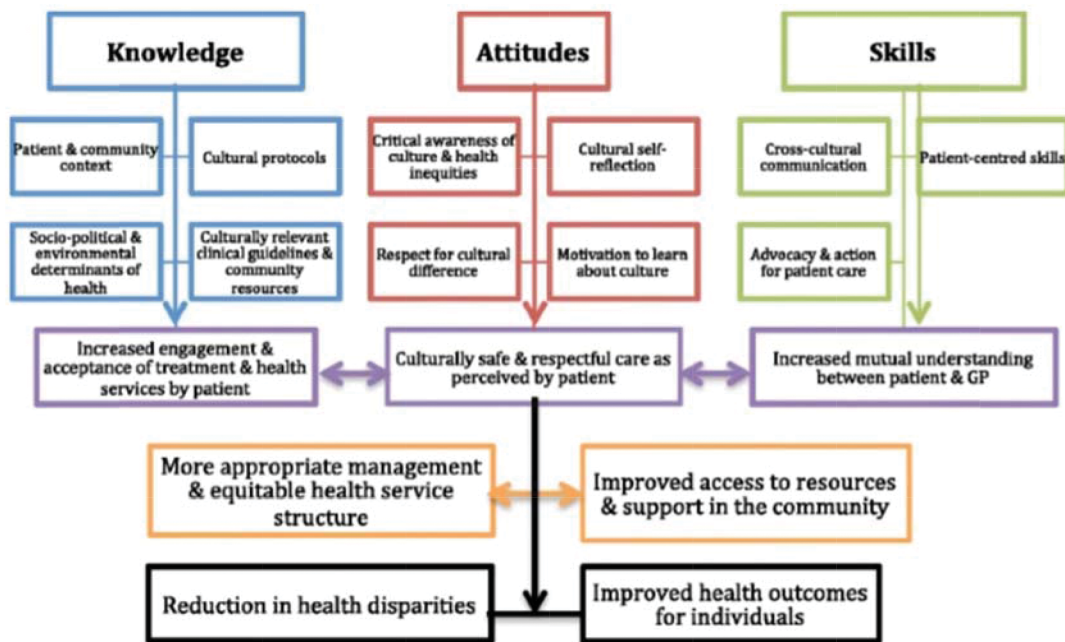 Knowledge
Attitudes
Skills
Patient & community
context
Cultural protocols
Critical awareness of
culture & health
inequities
Cultural self-
reflection
Cross-cultural
communication
Patient-centred skills
Socio-political &
environmental
determinants of
health
Culturally relevant
clinical guidelines &
community
resources
Respect for cultural
difference
Motivation to learn
about culture
Advocacy & action
for patient care
Increased engagement &
acceptance of treatment & health
services by patient
Culturally safe & respectful care as
perceived by patient
Increased mutual understanding
between patient & GP
More appropriate management
& equitable health service
structure
Improved access to resources
& support in the community
Reduction in health disparities
Improved health outcomes
for individuals